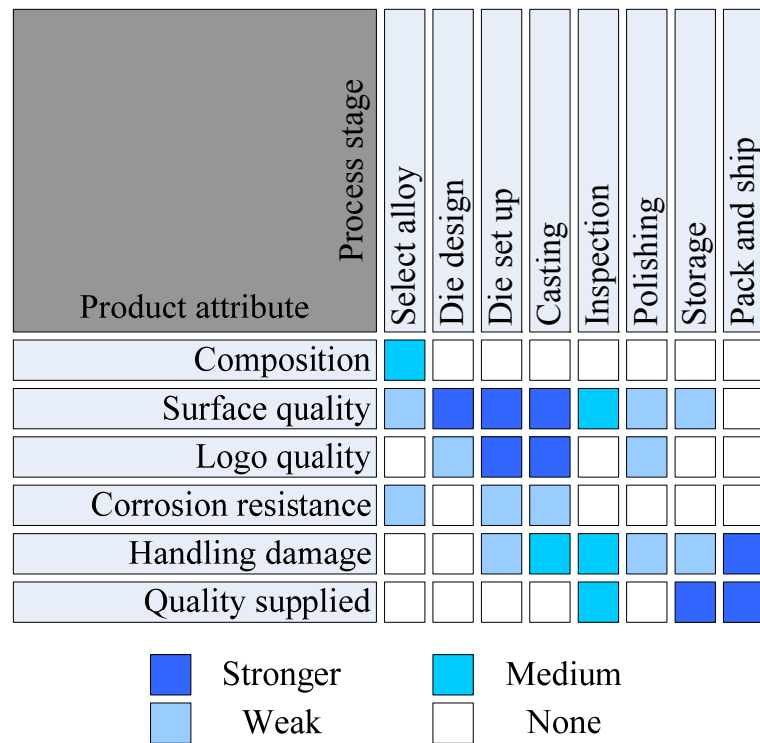 Process stage
Product attribute
Select alloy
Die design
Die set up
Casting
Inspection
Polishing
Storage
Pack and ship
Composition
Surface quality
Logo quality
Corrosion resistance
Handling damage
Quality supplied
Stronger
Medium
Weak
None